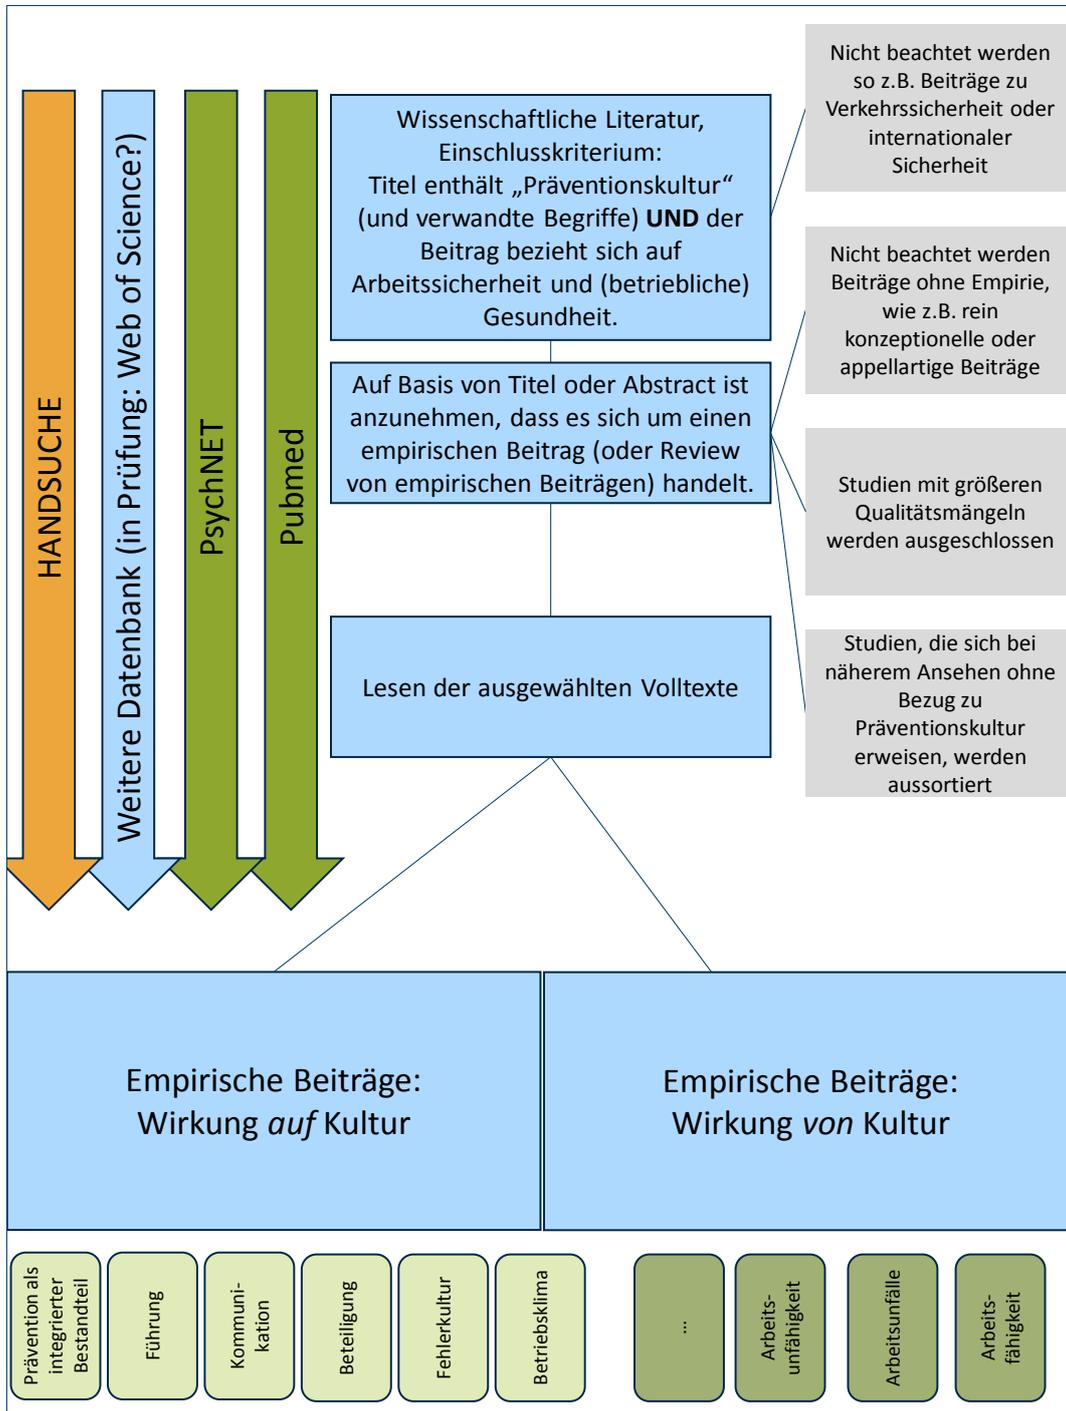 HANDSUCHE
Weitere Datenbank (in Prüfung: Web of Science?)
PsychNET
Pubmed
Wissenschaftliche Literatur,
Einschlusskriterium:
Titel enthält „Präventionskultur“
(und verwandte Begriffe) UND der
Beitrag bezieht sich auf
Arbeitssicherheit und (betriebliche)
Gesundheit.
Nicht beachtet werden
so z.B. Beiträge zu
Verkehrssicherheit oder
internationaler
Sicherheit
Auf Basis von Titel oder Abstract ist
anzunehmen, dass es sich um einen
empirischen Beitrag (oder Review
von empirischen Beiträgen) handelt.
Nicht beachtet werden
Beiträge ohne Empirie,
wie z.B. rein
konzeptionelle oder
appellartige Beiträge
Studien mit größeren
Qualitätsmängeln
werden ausgeschlossen
Studien, die sich bei
näherem Ansehen ohne
Bezug zu
Präventionskultur
erweisen, werden
aussortiert
Lesen der ausgewählten Volltexte
Empirische Beiträge:
Wirkung auf Kultur
Empirische Beiträge:
Wirkung von Kultur
Prävention als
integrierter
Bestandteil
Führung
Kommuni-
kation
Beteiligung
Fehlerkultur
Betriebsklima
...
Arbeits-
unfähigkeit
Arbeitsunfälle
Arbeits-
fähigkeit